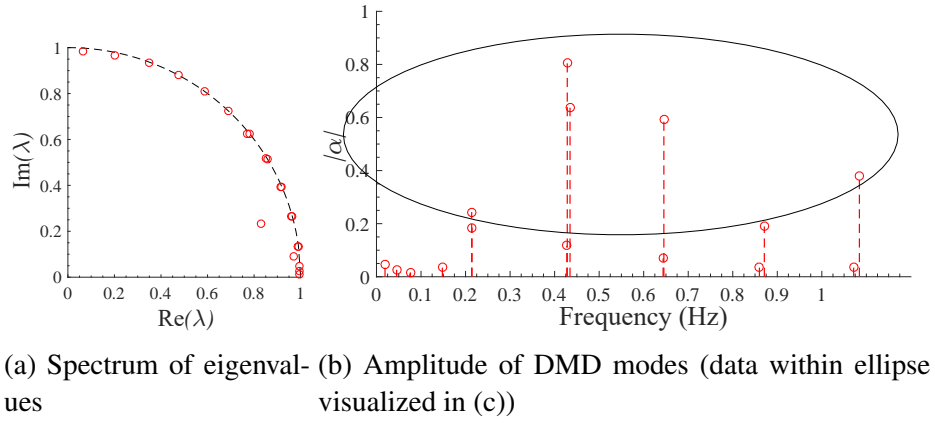 1
0.8
0.6
0.4
0.2
0
Im(λ)
0 0.2 0.4 0.6 0.8 1
Re(λ)
1
0.8
0.6
0.4
0.2
0
|α|
0 0.1 0.2 0.3 0.4 0.5 0.6 0.7 0.8 0.9 1
Frequency (Hz)
(a) Spectrum of eigenval-
ues
(b) Amplitude of DMD modes (data within ellipse
visualized in (c))